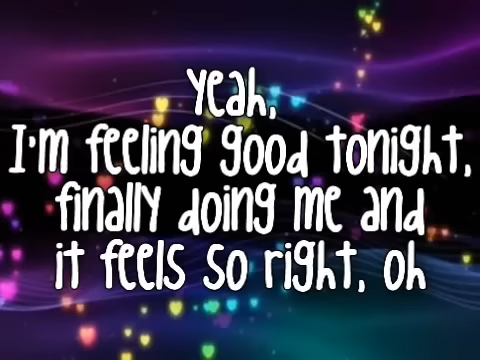 Yeah,
I'm feeling good tonight,
finally doing me and
it feels so right, oh